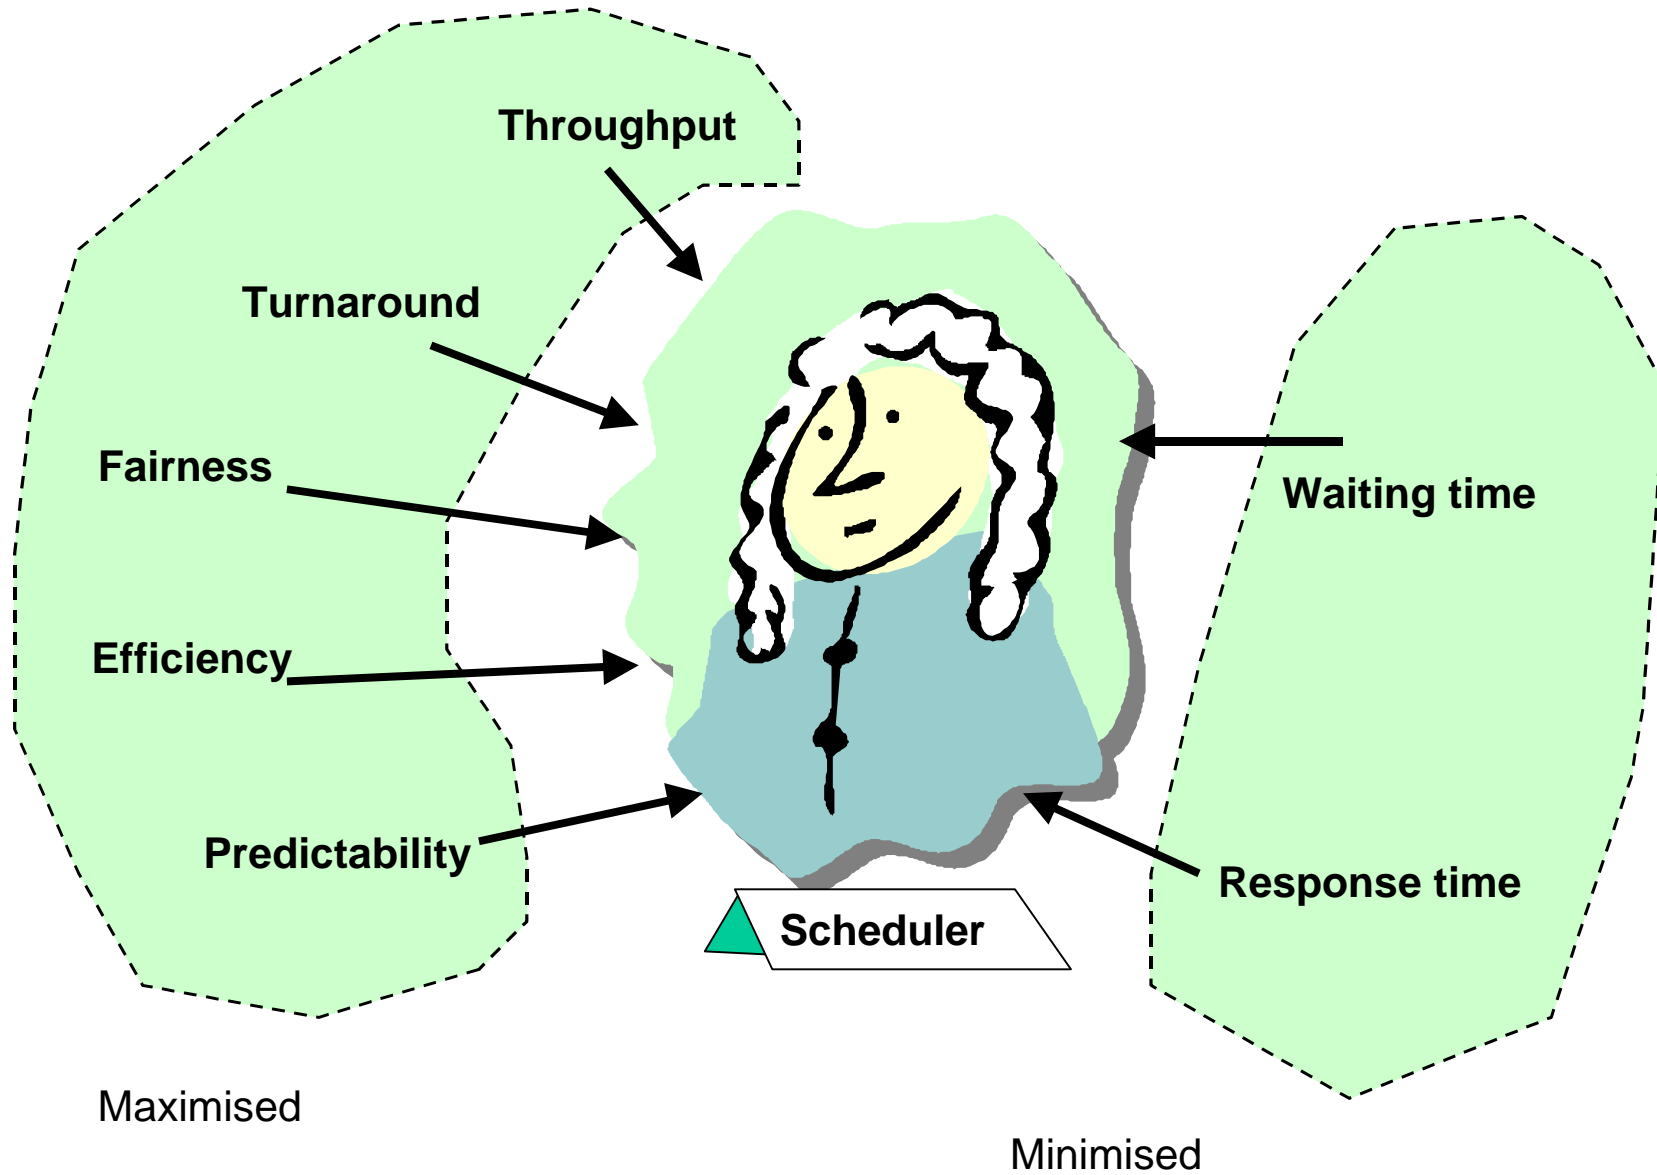 Throughput
Turnaround
Fairness
Efficiency
Predictability
Waiting time
Response time
Scheduler
Maximised
Minimised